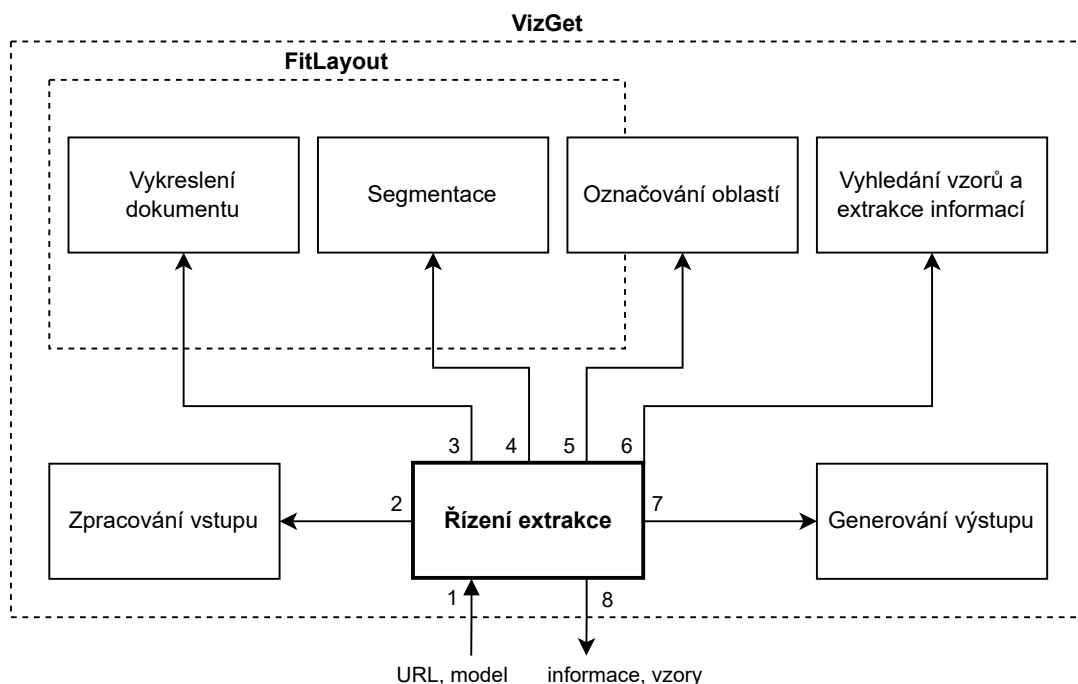 VizGet
FitLayout
Vykreslení
dokumentu
Segmentace
Označování oblastí
Vyhledání vzorů a
extrakce informací
3
4
5
6
Zpracování vstupu
2
Řízení extrakce
7
Generování výstupu
1
8
URL, model
informace, vzory